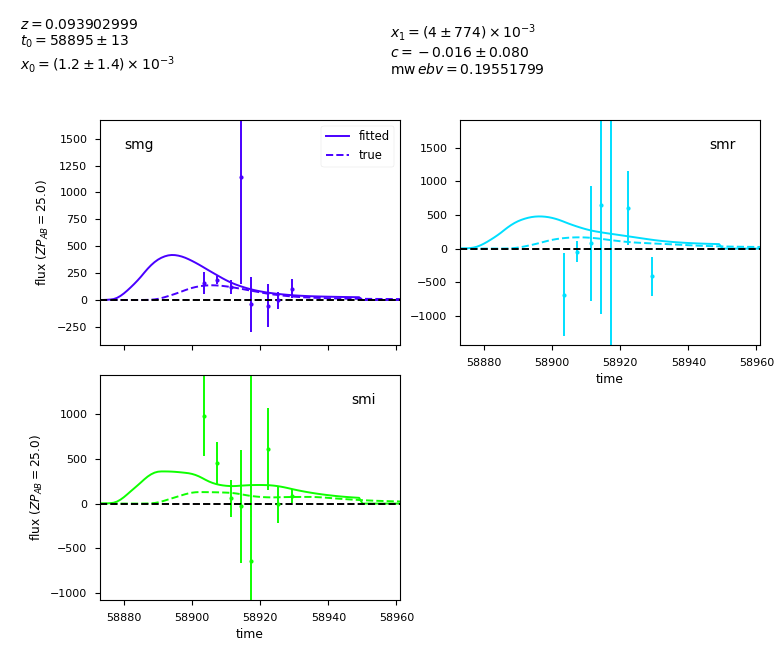 z = 0.093902999
t₀ = 58895 ± 13
x₀ = (1.2 ± 1.4) × 10⁻³
x₁ = (4 ± 774) × 10⁻³
c = −0.016 ± 0.080
mw ebv = 0.19551799
smg
fitted
true
1500
1250
1000
750
500
250
0
−250
flux (ZP_AB = 25.0)
smr
1500
1000
500
0
−500
−1000
58880 58900 58920 58940 58960
time
smi
1000
500
0
−500
−1000
flux (ZP_AB = 25.0)
58880 58900 58920 58940 58960
time